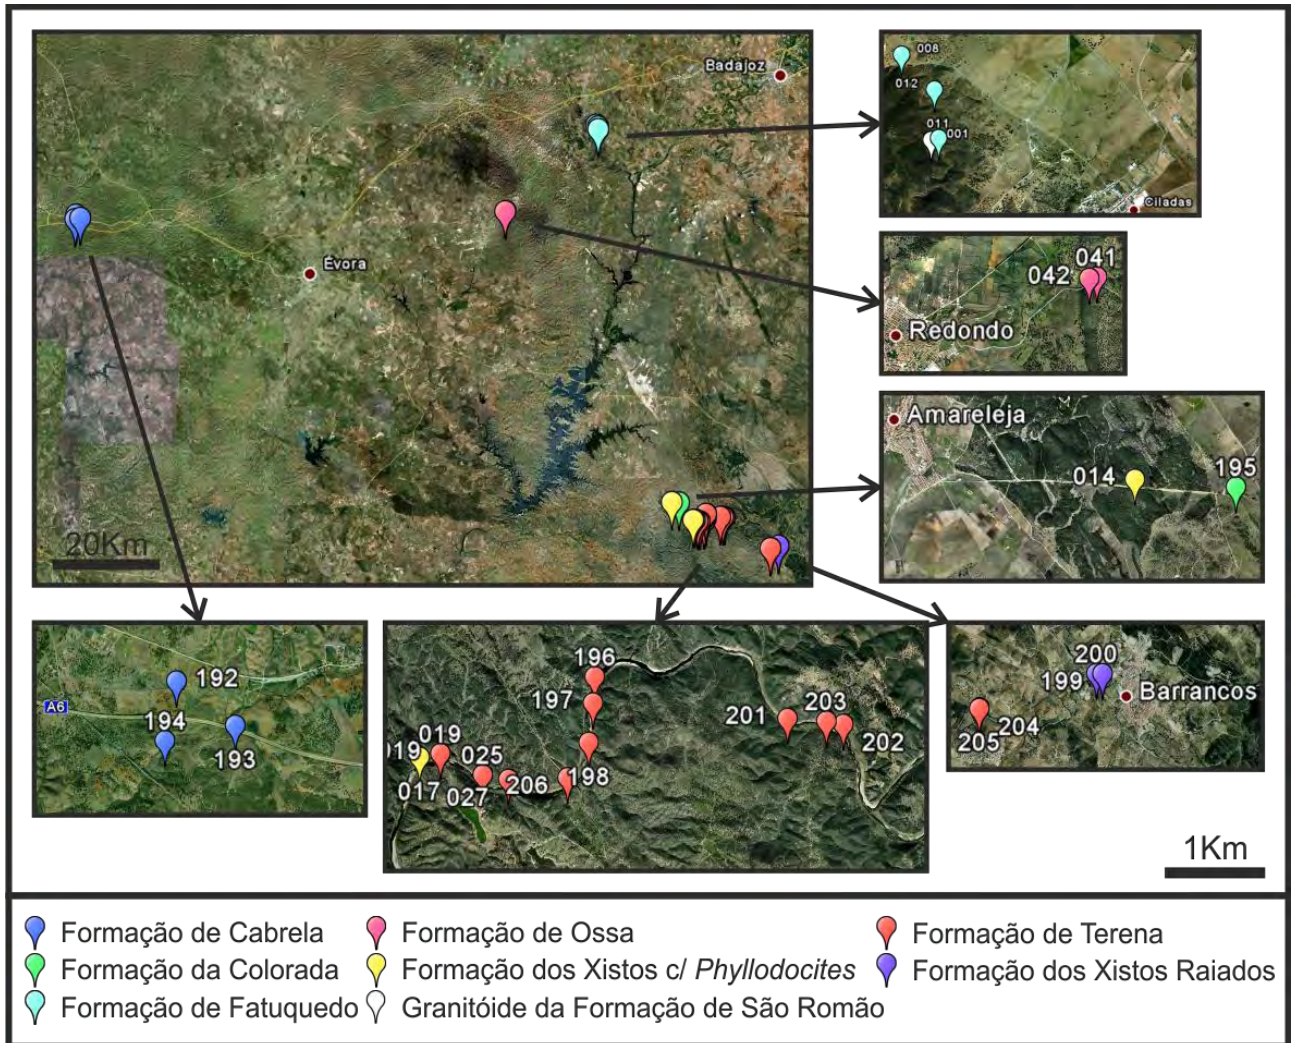 Badajoz
Évora
20Km
008
012
011
001
Ciladas
041
042
Redondo
Amareleja
014
195
A6
192
194
193
196
197
201
203
202
019
019
025
017
027
206
198
200
199
Barrancos
204
205
1Km
Formação de Cabrela
Formação de Ossa
Formação de Terena
Formação da Colorada
Formação dos Xistos c/ Phyllodocites
Formação dos Xistos Raiados
Formação de Fatuquedo
Granitóide da Formação de São Romão